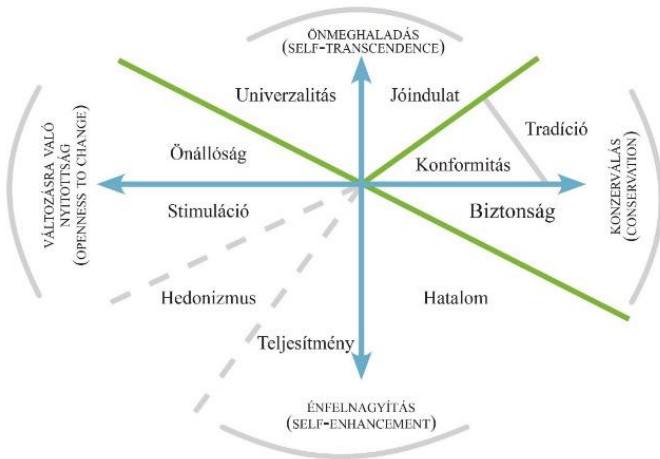 ÖNMEGHALADÁS
(SELF-TRANSCENDENCE)
Univerzalitás
Jóindulat
Tradíció
VÁLTOZÁSRA VALÓ
NYITOTTSÁG
(OPENNESS TO CHANGE)
Önállóság
Konformitás
KONZERVÁLÁS
(CONSERVATION)
Stimuláció
Biztonság
Hedonizmus
Hatalom
Teljesítmény
ÉNFELNAGYÍTÁS
(SELF-ENHANCEMENT)